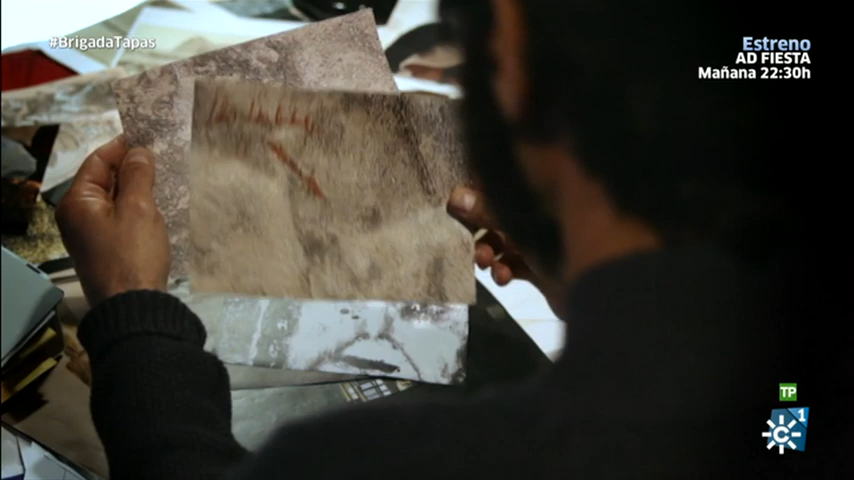 #BrigadaTapas
Estreno
AD FIESTA
Mañana 22:30h
TP
1
C